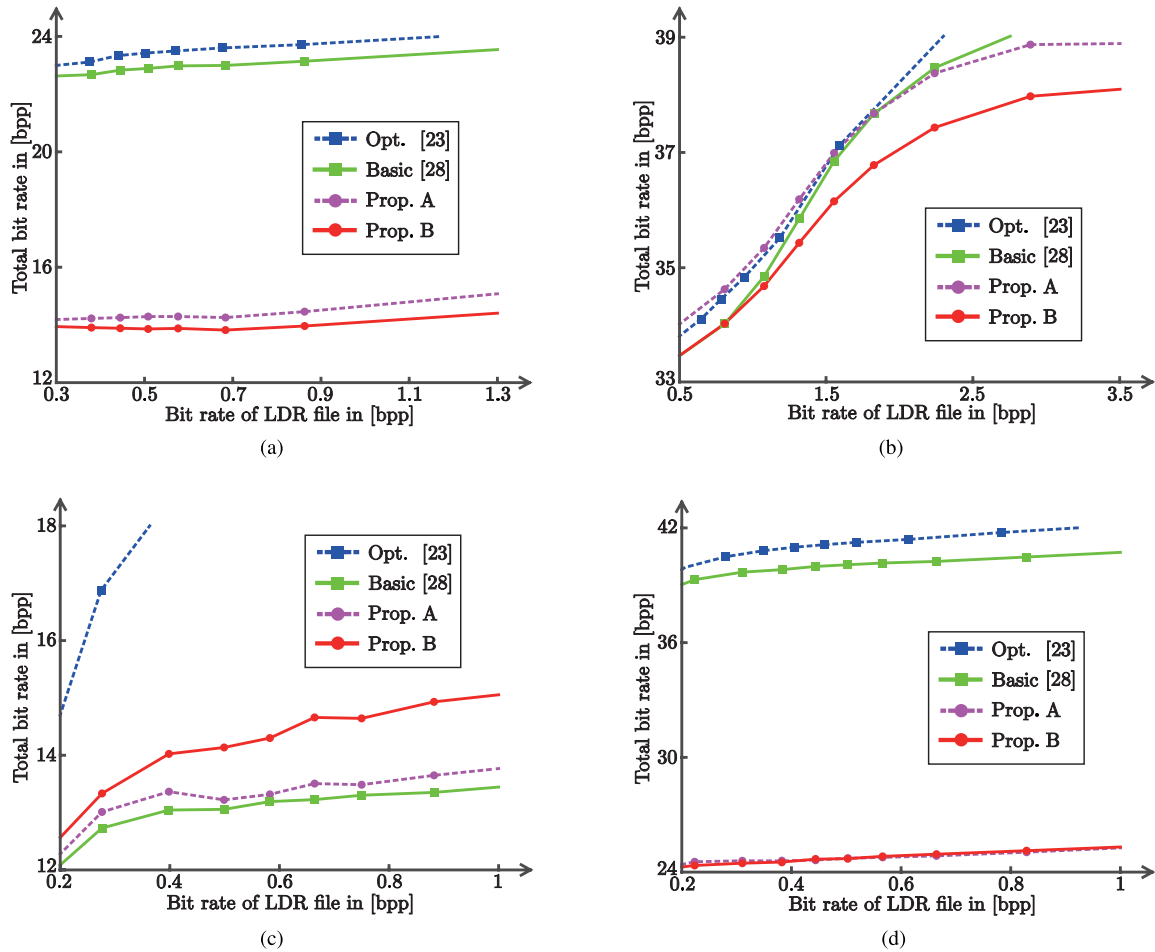 24
20
16
12
Total bit rate in [bpp]
Opt. [23]
Basic [28]
Prop. A
Prop. B
0.3 0.5 0.7 0.9 1.1 1.3
Bit rate of LDR file in [bpp]
(a)
39
37
35
33
Total bit rate in [bpp]
Opt. [23]
Basic [28]
Prop. A
Prop. B
0.5 1.5 2.5 3.5
Bit rate of LDR file in [bpp]
(b)
18
16
14
12
Total bit rate in [bpp]
Opt. [23]
Basic [28]
Prop. A
Prop. B
0.2 0.4 0.6 0.8 1
Bit rate of LDR file in [bpp]
(c)
42
36
30
24
Total bit rate in [bpp]
Opt. [23]
Basic [28]
Prop. A
Prop. B
0.2 0.4 0.6 0.8 1
Bit rate of LDR file in [bpp]
(d)